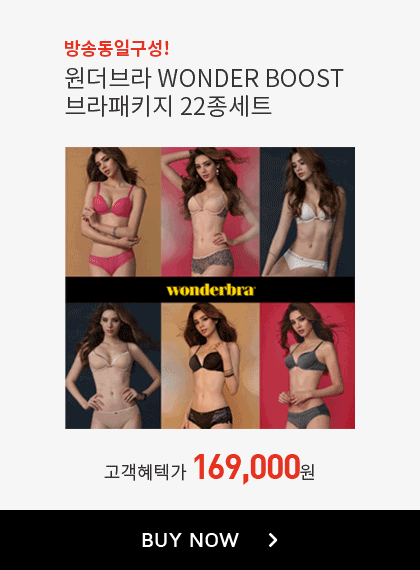 방송동일구성!
원더브라 WONDER BOOST
브라패키지 22종세트
wonderbra
고객혜텍가 169,000원
BUY NOW >